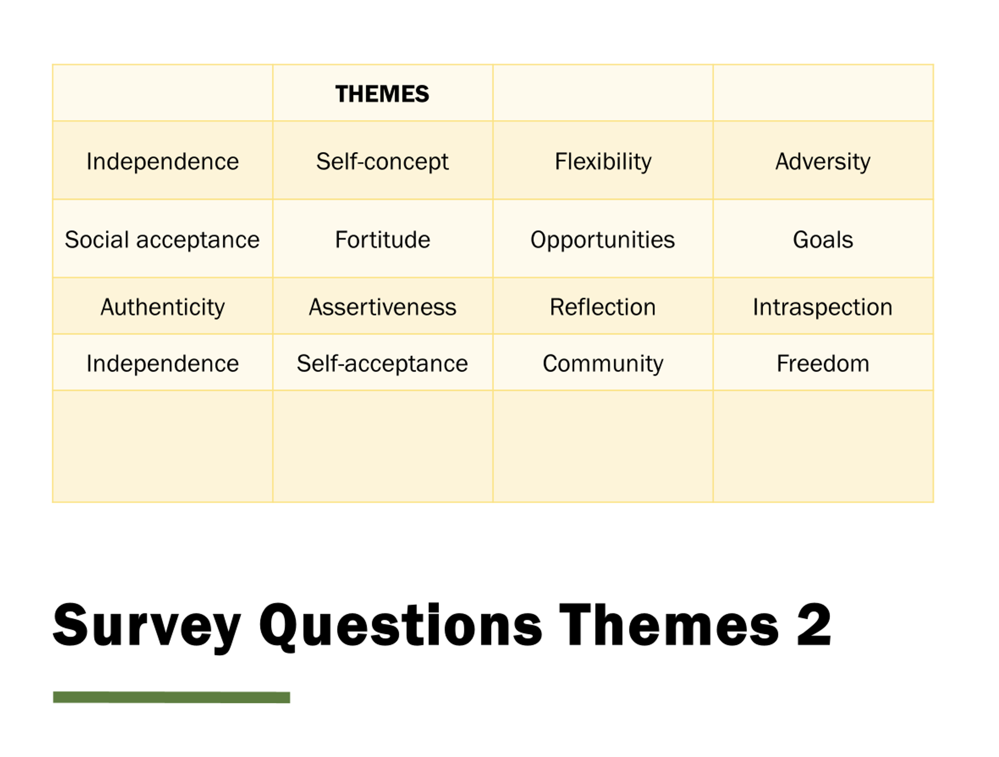 THEMES
Independence Self-concept Flexibility Adversity
Social acceptance Fortitude Opportunities Goals
Authenticity Assertiveness Reflection Intraspection
Independence Self-acceptance Community Freedom
Survey Questions Themes 2